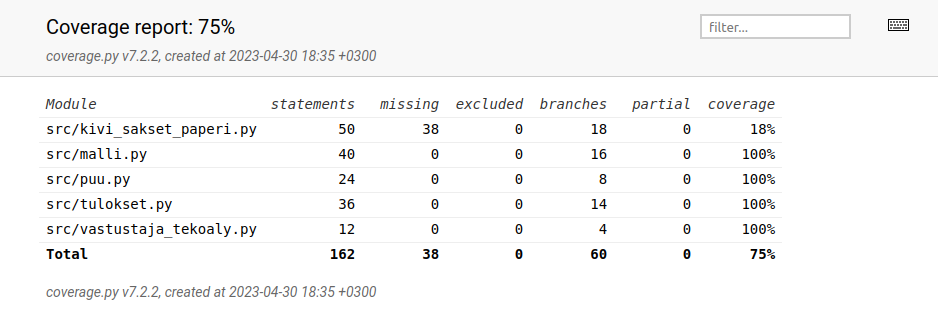 Coverage report: 75%
filter...
coverage.py v7.2.2, created at 2023-04-30 18:35 +0300
Module statements missing excluded branches partial coverage
src/kivi_sakset_paperi.py 50 38 0 18 0 18%
src/malli.py 40 0 0 16 0 100%
src/puu.py 24 0 0 8 0 100%
src/tulokset.py 36 0 0 14 0 100%
src/vastustaja_tekoaly.py 12 0 0 4 0 100%
Total 162 38 0 60 0 75%
coverage.py v7.2.2, created at 2023-04-30 18:35 +0300